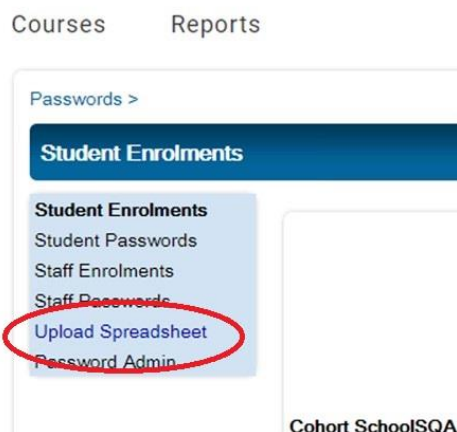 Courses Reports
Passwords >
Student Enrolments
Student Enrolments
Student Passwords
Staff Enrolments
Staff Passwords
Upload Spreadsheet
Password Admin
Cohort SchoolSQA